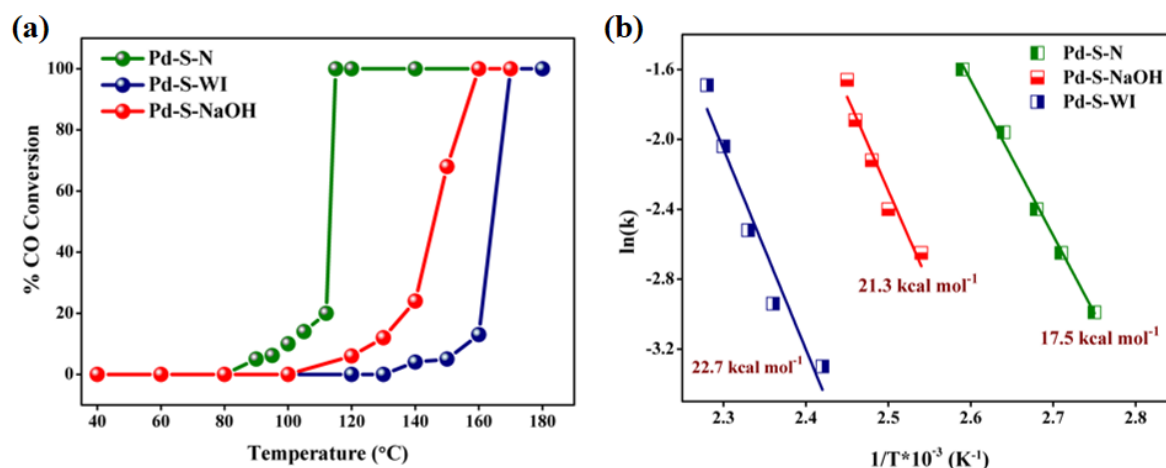 (a)
Pd-S-N
Pd-S-WI
Pd-S-NaOH
100
80
60
40
20
0
% CO Conversion
40 60 80 100 120 140 160 180
Temperature (°C)
(b)
Pd-S-N
Pd-S-NaOH
Pd-S-WI
-1.6
-2.0
-2.4
-2.8
-3.2
ln(k)
21.3 kcal mol⁻¹
17.5 kcal mol⁻¹
22.7 kcal mol⁻¹
2.3 2.4 2.5 2.6 2.7 2.8
1/T*10⁻³ (K⁻¹)